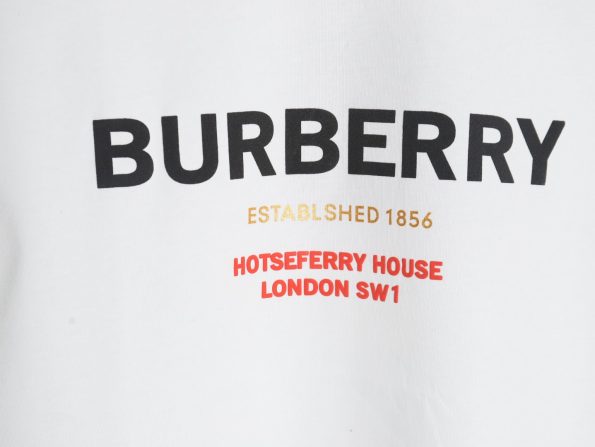 BURBERRY
ESTABLSHED 1856
HOTSEFERRY HOUSE
LONDON SW1